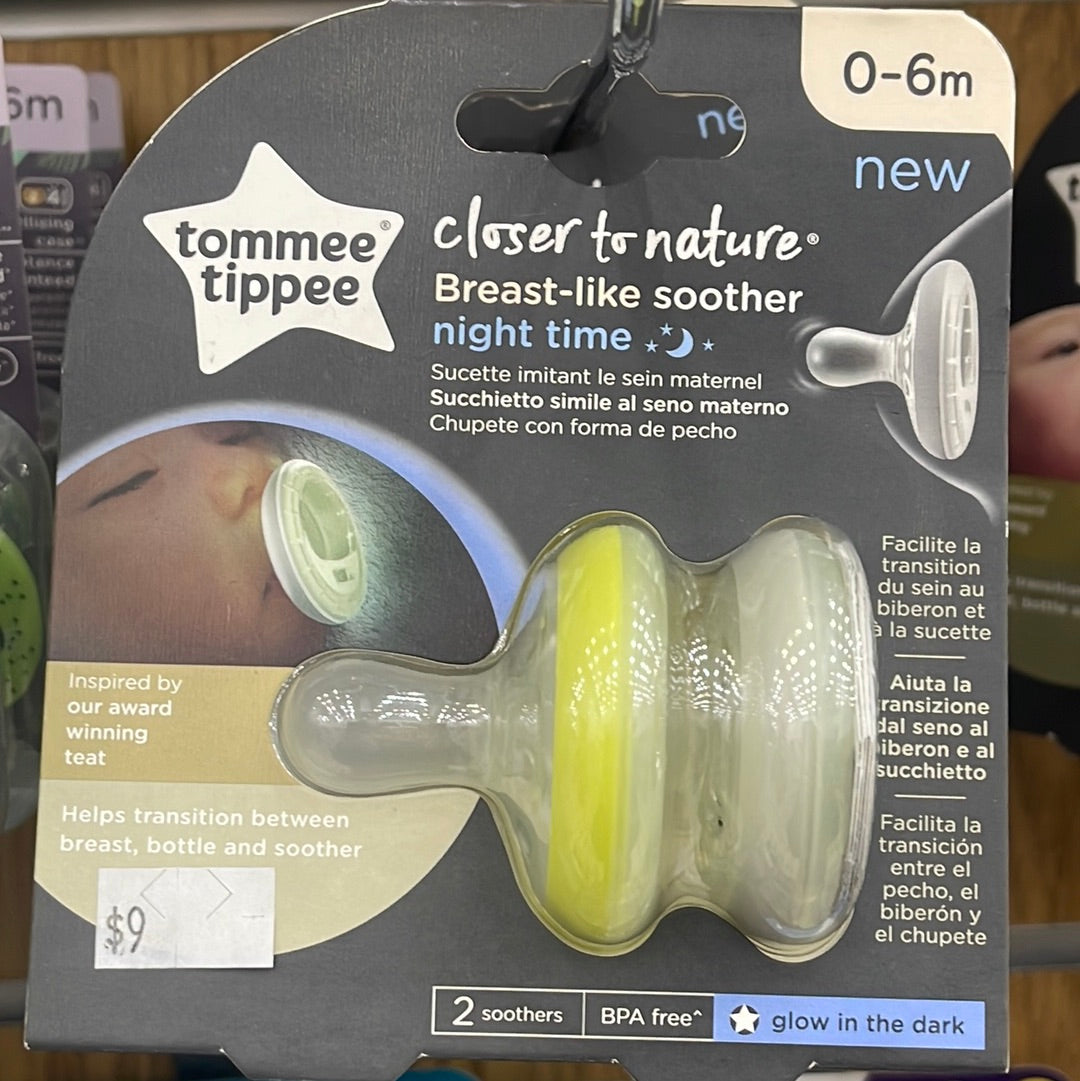 0-6m
new
tommee®
tippee
closer to nature®
Breast-like soother
night time
Sucette imitant le sein maternel
Succhietto simile al seno materno
Chupete con forma de pecho
Inspired by
our award
winning
teat
Helps transition between
breast, bottle and soother
$9
Facilite la
transition
du sein au
biberon et
à la sucette
Aiuta la
transizione
dal seno al
biberon e al
succhietto
Facilita la
transición
entre el
pecho, el
biberón y
el chupete
2 soothers
BPA free^
glow in the dark